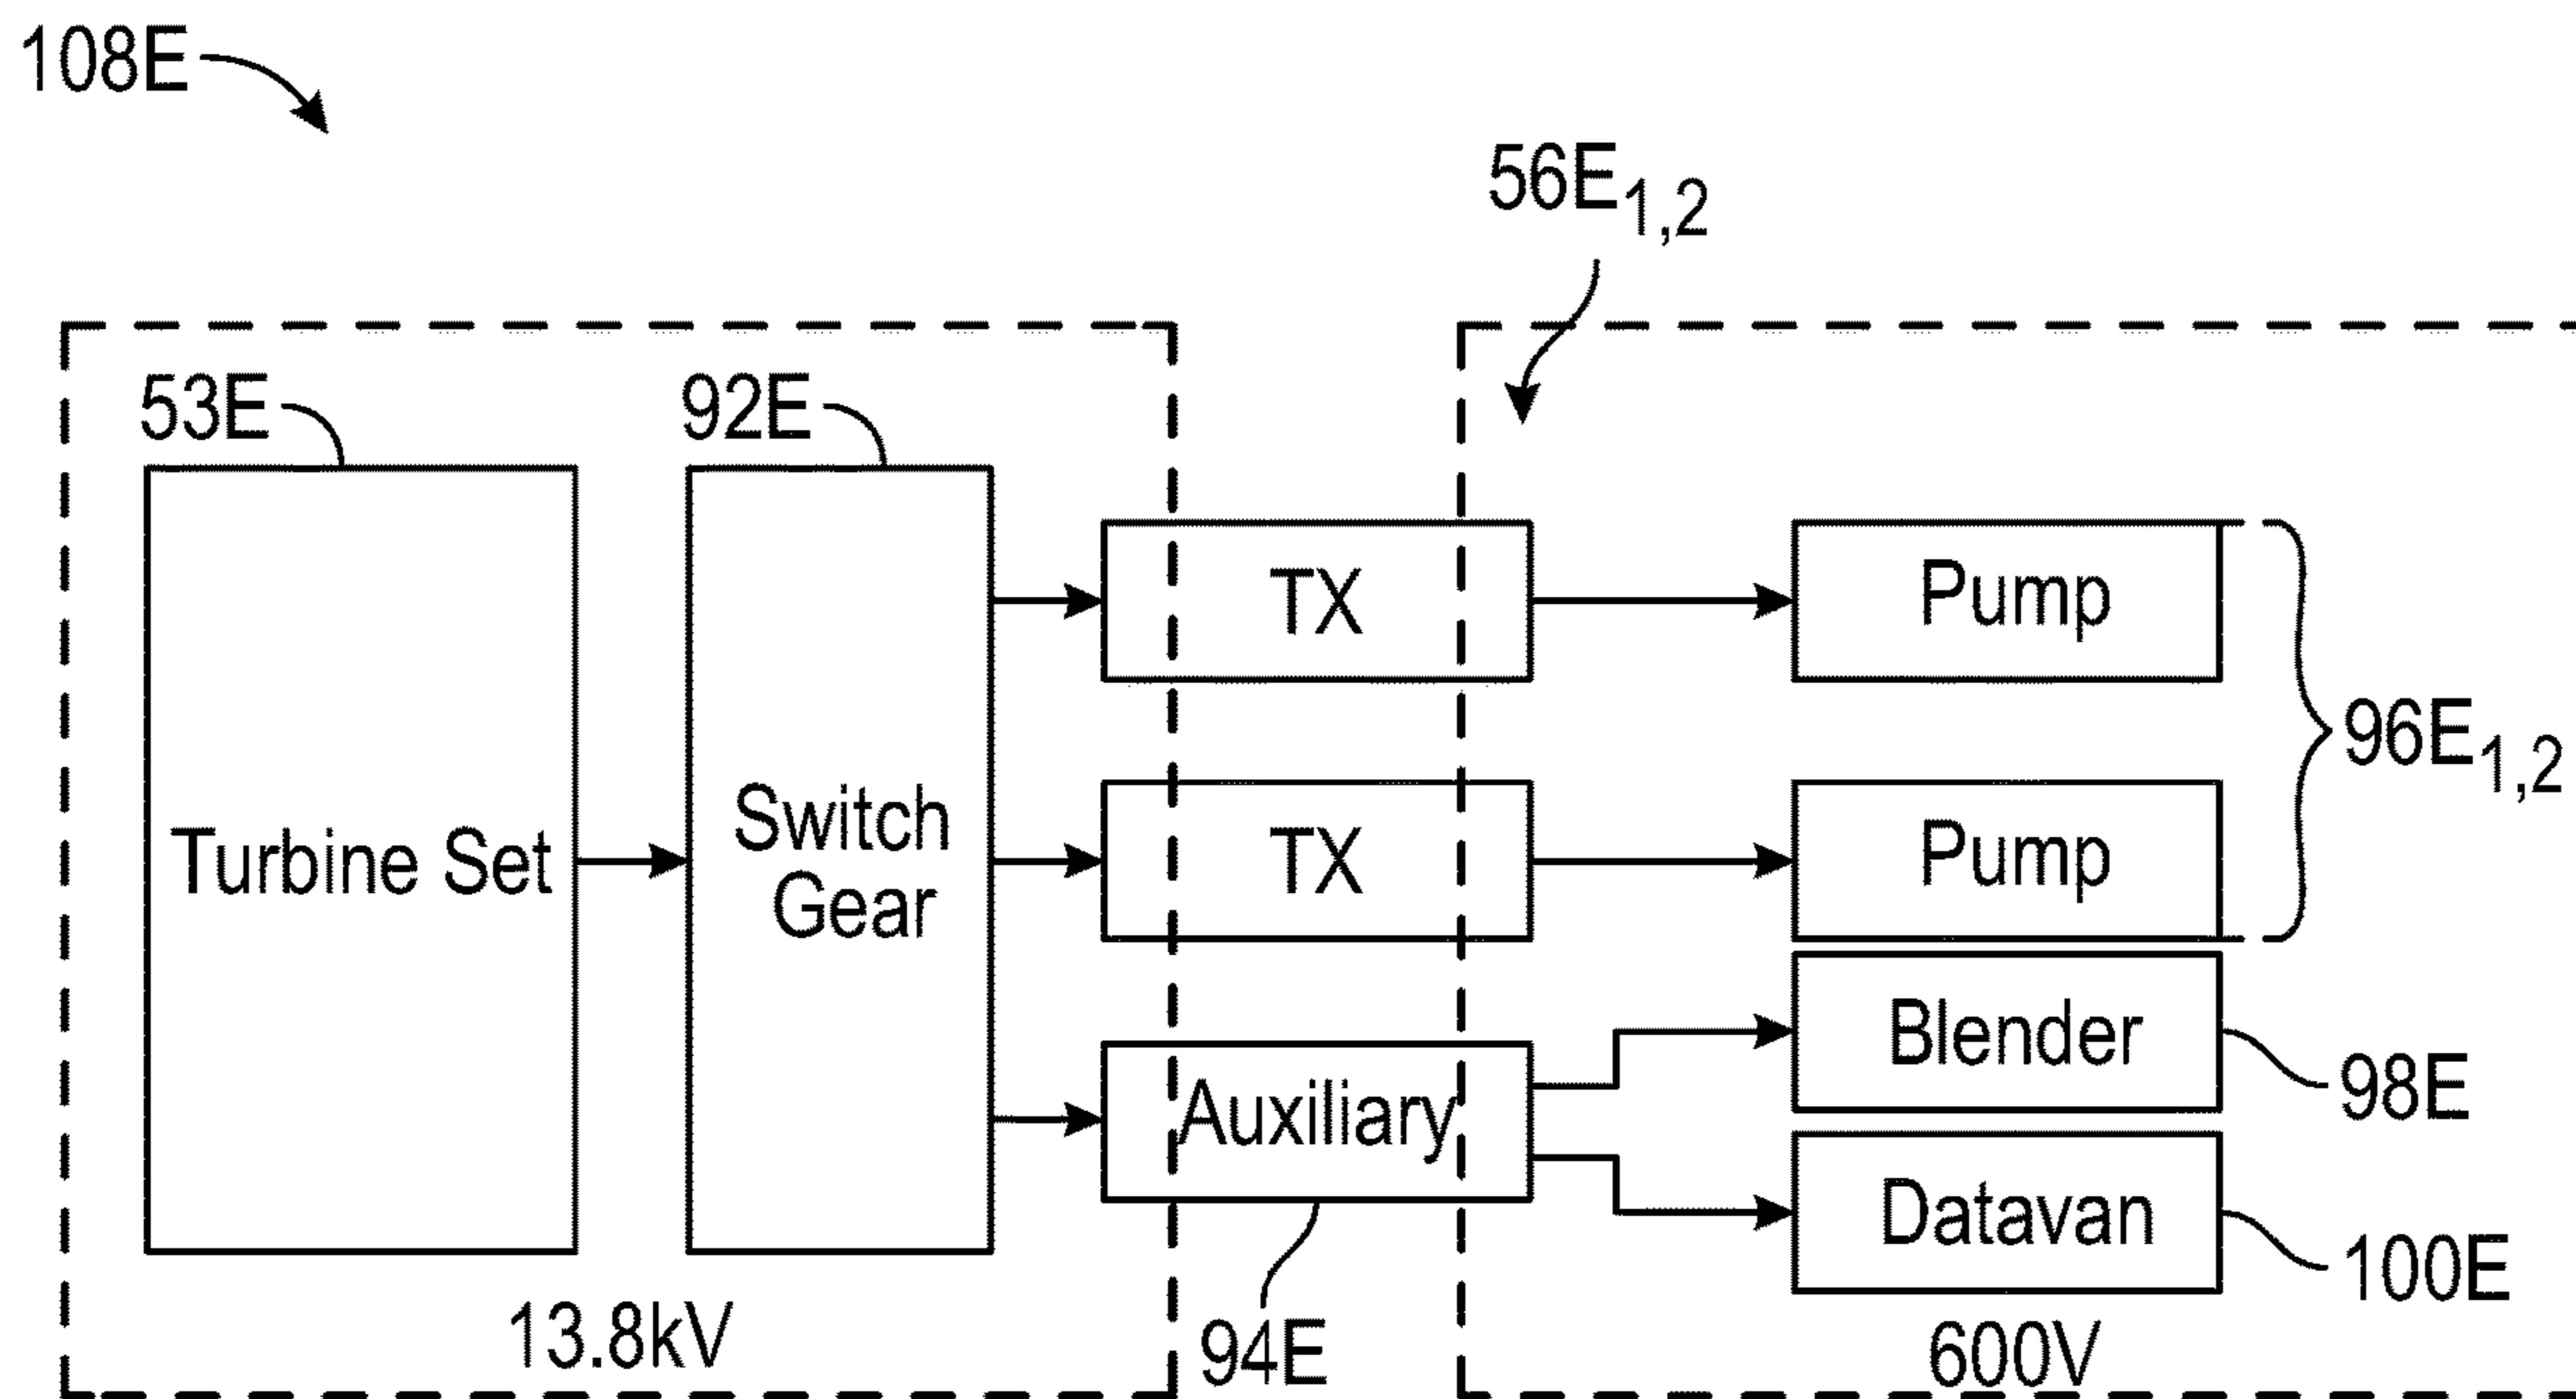 108E
56E1,2
53E
92E
TX
Pump
96E1,2
Turbine Set
Switch
Gear
TX
Pump
Auxiliary
Blender
98E
Datavan
100E
13.8kV
94E
600V